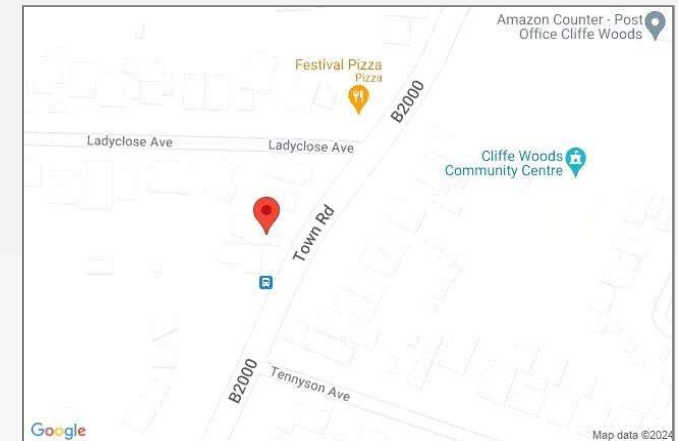 Amazon Counter - Post
Office Cliffe Woods
Festival Pizza
Pizza
B2000
Ladyclose Ave
Ladyclose Ave
Cliffe Woods
Community Centre
Town Rd
B2000
Tennyson Ave
Google
Map data ©2024